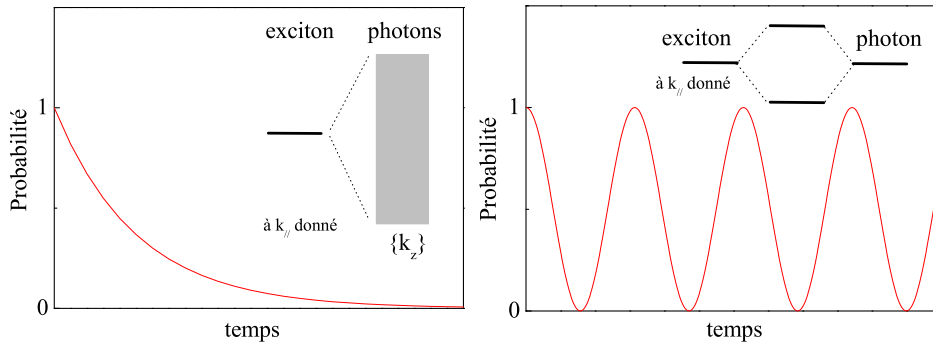 exciton photons
Probabilité
1
0
à k// donné
{kz}
temps
exciton photon
à k// donné
Probabilité
1
0
temps